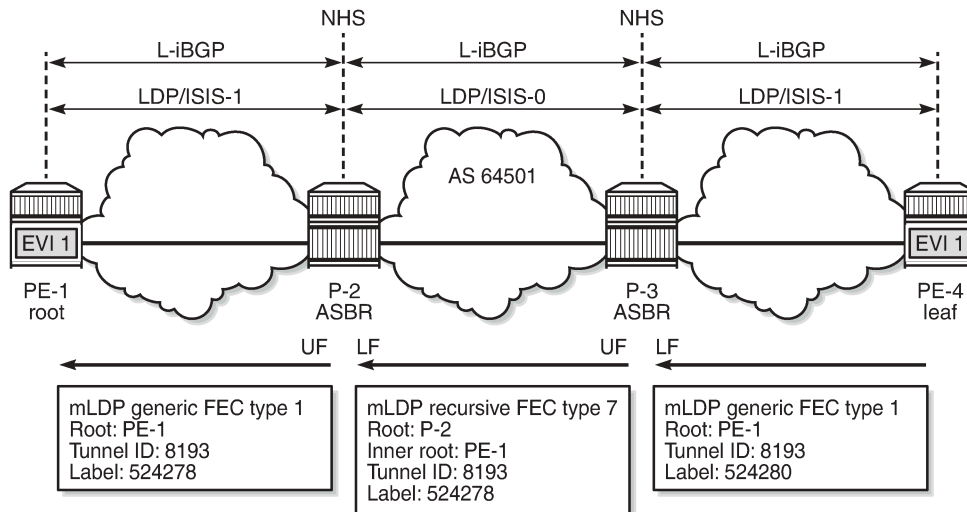 NHS NHS
L-iBGP L-iBGP L-iBGP
LDP/ISIS-1 LDP/ISIS-0 LDP/ISIS-1
AS 64501
EVI 1 EVI 1
PE-1
root
P-2
ASBR
P-3
ASBR
PE-4
leaf
UF LF UF LF
mLDP generic FEC type 1
Root: PE-1
Tunnel ID: 8193
Label: 524278
mLDP recursive FEC type 7
Root: P-2
Inner root: PE-1
Tunnel ID: 8193
Label: 524278
mLDP generic FEC type 1
Root: PE-1
Tunnel ID: 8193
Label: 524280